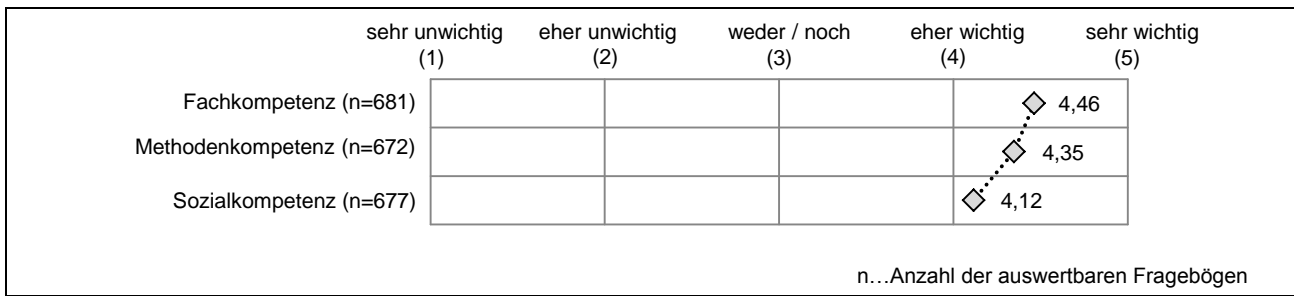 sehr unwichtig eher unwichtig weder / noch eher wichtig sehr wichtig
(1) (2) (3) (4) (5)
Fachkompetenz (n=681) 4,46
Methodenkompetenz (n=672) 4,35
Sozialkompetenz (n=677) 4,12
n…Anzahl der auswertbaren Fragebögen